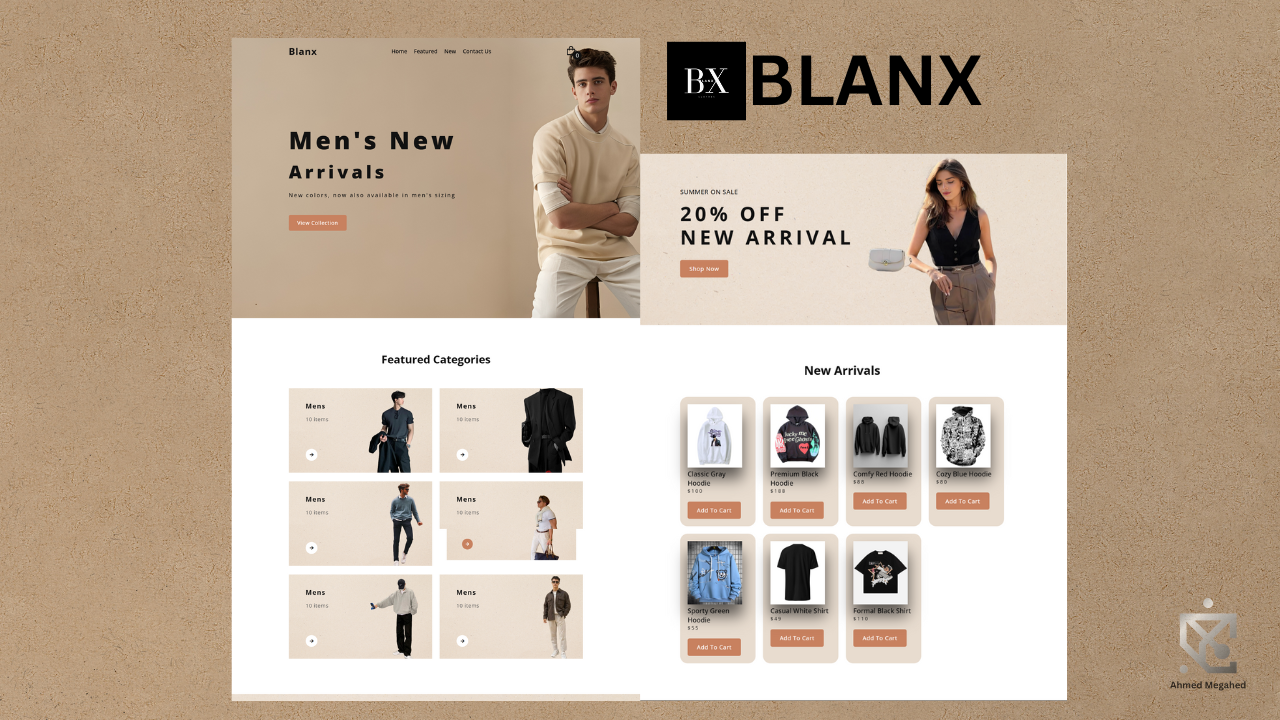 Blanx
Home Featured New Contact Us
0
Men's New
Arrivals
New colors, now also available in men's sizing
View Collection
Featured Categories
Mens
10 items
Mens
10 items
Mens
10 items
Mens
10 items
Mens
10 items
Mens
10 items
BX
BLANX
SUMMER ON SALE
20% OFF
NEW ARRIVAL
Shop Now
New Arrivals
Classic Gray
Hoodie
$100
Add To Cart
Premium Black
Hoodie
$188
Add To Cart
Comfy Red Hoodie
$88
Add To Cart
Cozy Blue Hoodie
$80
Add To Cart
Sporty Green
Hoodie
$55
Add To Cart
Casual White Shirt
$49
Add To Cart
Formal Black Shirt
$110
Add To Cart
Ahmed Megahed